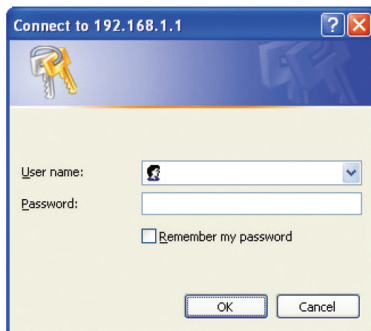 Connect to 192.168.1.1
User name:
Password:
Remember my password
OK Cancel